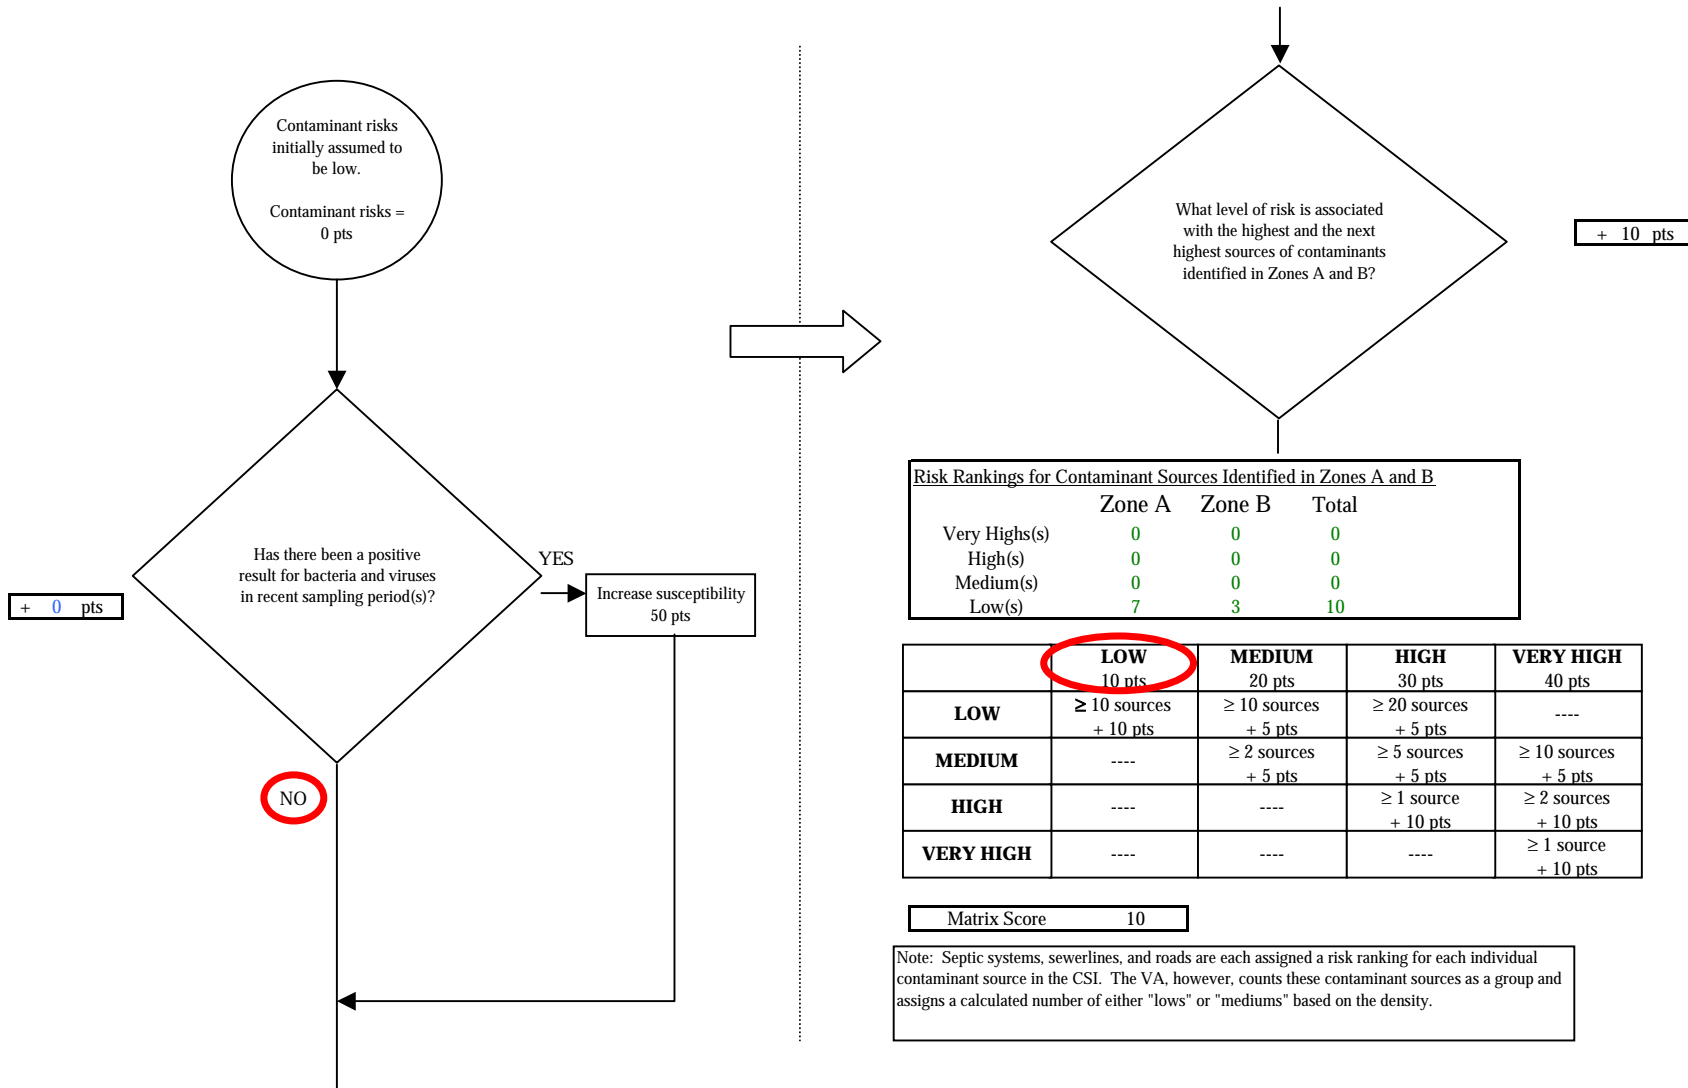 Contaminant risks
initially assumed to
be low.
Contaminant risks =
0 pts
Has there been a positive
result for bacteria and viruses
in recent sampling period(s)?
YES
Increase susceptibility
50 pts
+ 0 pts
NO
What level of risk is associated
with the highest and the next
highest sources of contaminants
identified in Zones A and B?
+ 10 pts
Risk Rankings for Contaminant Sources Identified in Zones A and B
Zone A Zone B Total
Very Highs(s) 0 0 0
High(s) 0 0 0
Medium(s) 0 0 0
Low(s) 7 3 10
LOW MEDIUM HIGH VERY HIGH
10 pts 20 pts 30 pts 40 pts
LOW ≥ 10 sources ≥ 10 sources ≥ 20 sources ----
+ 10 pts + 5 pts + 5 pts
MEDIUM ---- ≥ 2 sources ≥ 5 sources ≥ 10 sources
+ 5 pts + 5 pts + 5 pts
HIGH ---- ---- ≥ 1 source ≥ 2 sources
+ 10 pts + 10 pts
VERY HIGH ---- ---- ---- ≥ 1 source
+ 10 pts
Matrix Score 10
Note: Septic systems, sewerlines, and roads are each assigned a risk ranking for each individual
contaminant source in the CSI. The VA, however, counts these contaminant sources as a group and
assigns a calculated number of either "lows" or "mediums" based on the density.